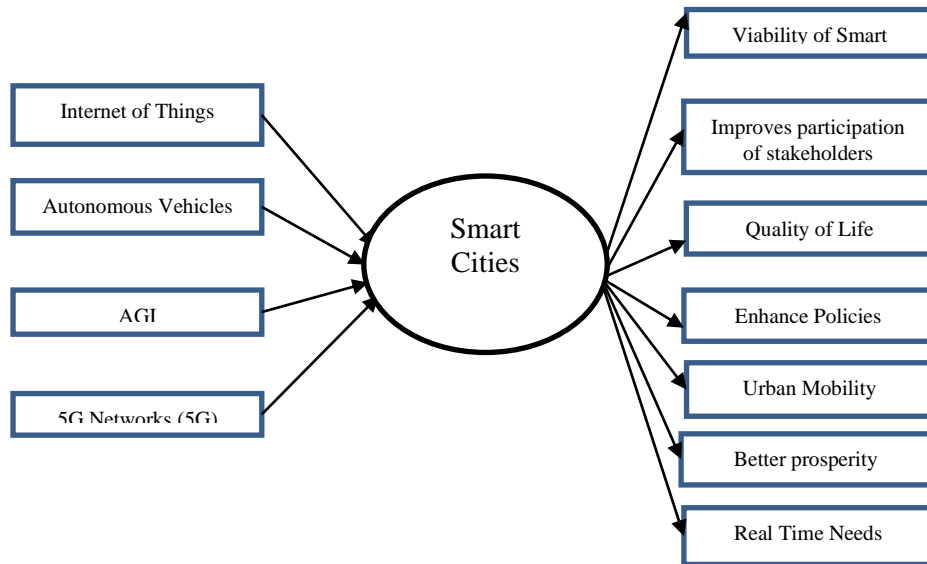 Internet of Things
Autonomous Vehicles
AGI
5G Networks (5G)
Smart
Cities
Viability of Smart
Improves participation
of stakeholders
Quality of Life
Enhance Policies
Urban Mobility
Better prosperity
Real Time Needs